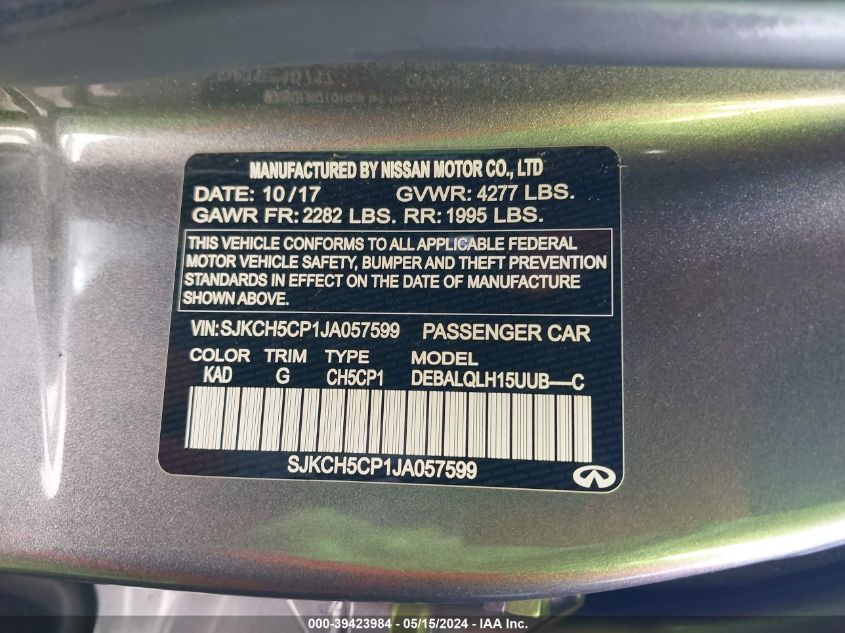 MANUFACTURED BY NISSAN MOTOR CO., LTD
DATE: 10/17 GVWR: 4277 LBS.
GAWR FR: 2282 LBS. RR: 1995 LBS.
THIS VEHICLE CONFORMS TO ALL APPLICABLE FEDERAL
MOTOR VEHICLE SAFETY, BUMPER AND THEFT PREVENTION
STANDARDS IN EFFECT ON THE DATE OF MANUFACTURE
SHOWN ABOVE.
VIN:SJKCH5CP1JA057599 PASSENGER CAR
COLOR TRIM TYPE MODEL
KAD G CH5CP1 DEBALQLH15UUB—C
SJKCH5CP1JA057599
000-39423984 - 05/15/2024 - IAA Inc.